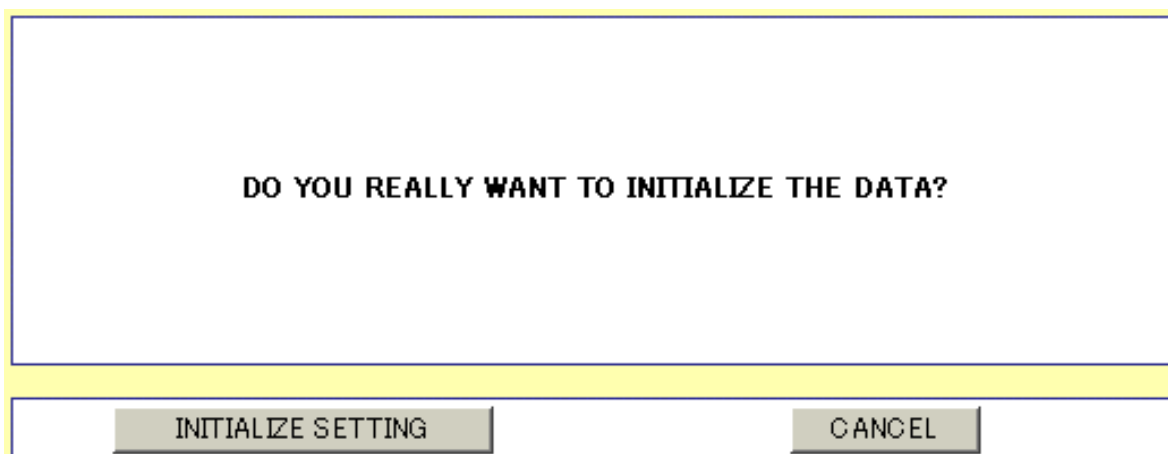 DO YOU REALLY WANT TO INITIALIZE THE DATA?
INITIALIZE SETTING CANCEL